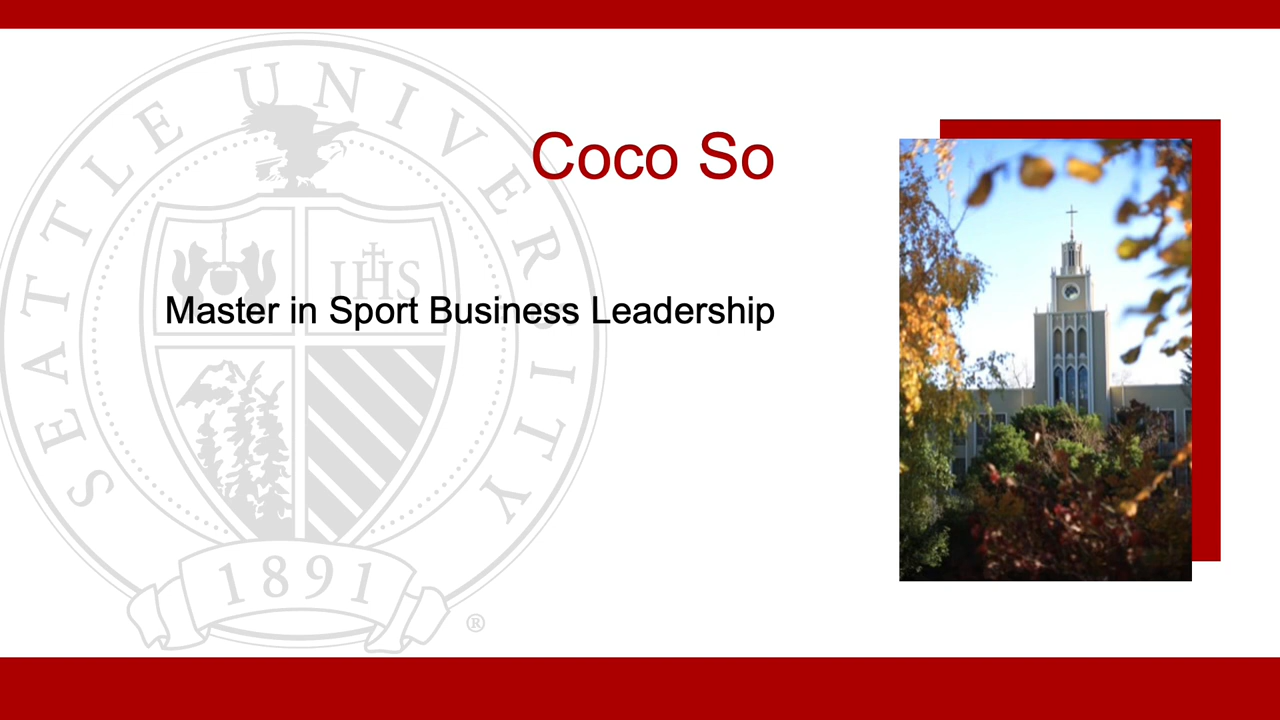 SEATTLE UNIVERSITY
Coco So
IHS
Master in Sport Business Leadership
1891
®